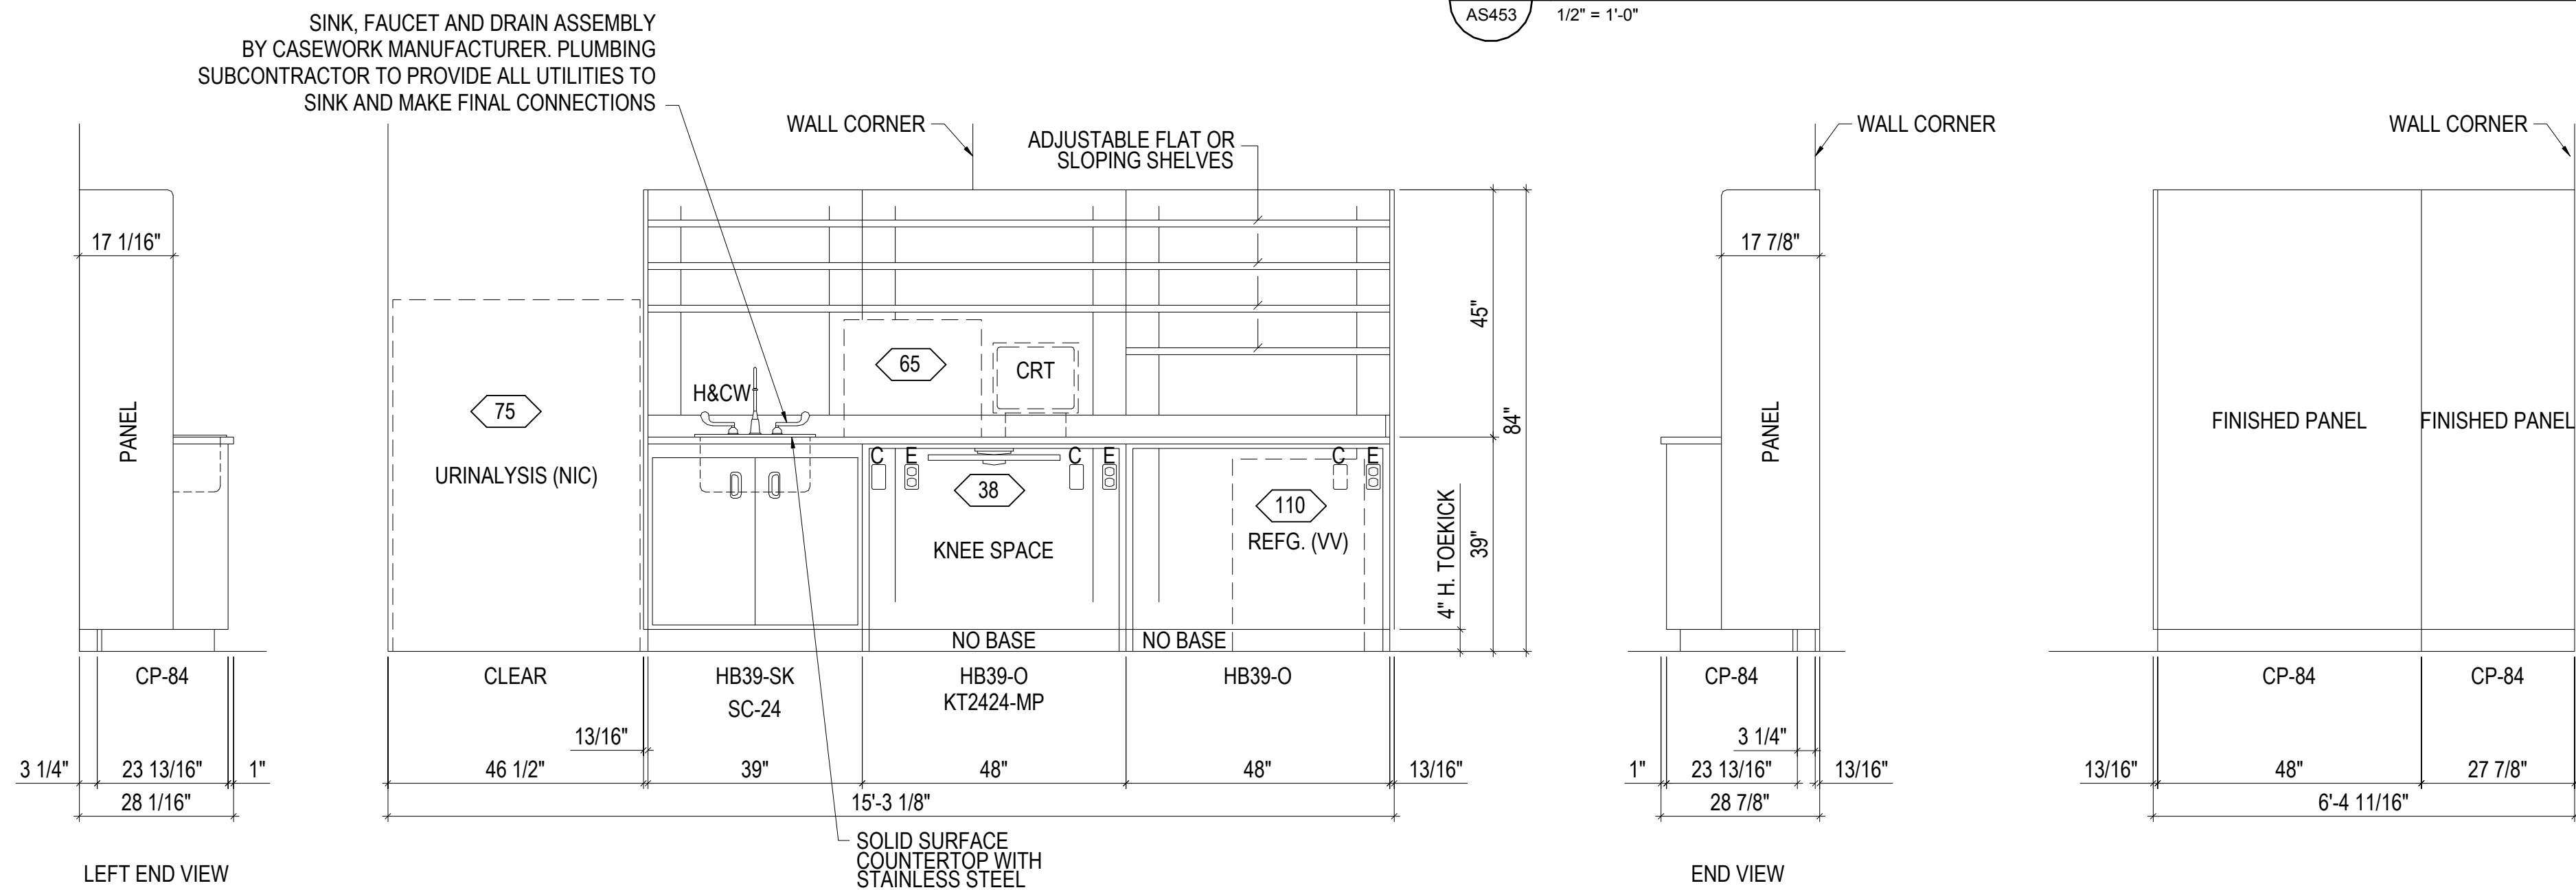 AS453
1/2" = 1'-0"
SINK, FAUCET AND DRAIN ASSEMBLY
BY CASEWORK MANUFACTURER. PLUMBING
SUBCONTRACTOR TO PROVIDE ALL UTILITIES TO
SINK AND MAKE FINAL CONNECTIONS
WALL CORNER
ADJUSTABLE FLAT OR
SLOPING SHELVES
WALL CORNER
WALL CORNER
17 1/16"
PANEL
CP-84
3 1/4"
23 13/16"
1"
28 1/16"
LEFT END VIEW
75
URINALYSIS (NIC)
H&CW
65
CRT
C
E
C
E
C
E
38
KNEE SPACE
110
REFG. (VV)
NO BASE
NO BASE
45"
84"
39"
4" H. TOEKICK
CLEAR
HB39-SK
SC-24
HB39-O
KT2424-MP
HB39-O
13/16"
46 1/2"
39"
48"
48"
13/16"
15'-3 1/8"
SOLID SURFACE
COUNTERTOP WITH
STAINLESS STEEL
17 7/8"
PANEL
CP-84
3 1/4"
1"
23 13/16"
13/16"
28 7/8"
END VIEW
FINISHED PANEL
FINISHED PANEL
CP-84
CP-84
13/16"
48"
27 7/8"
6'-4 11/16"